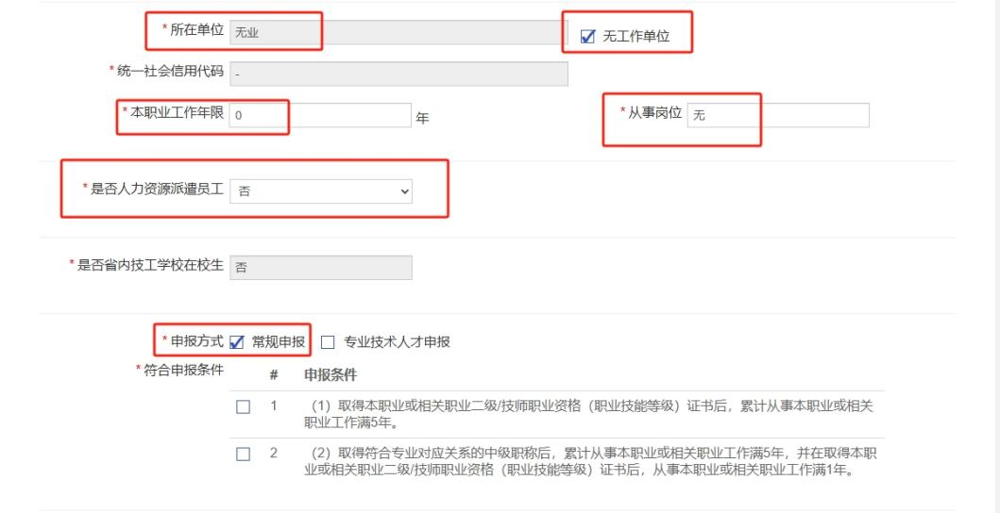 *所在单位 无业 无工作单位
*统一社会信用代码 -
*本职业工作年限 0 年 *从事岗位 无
*是否人力资源派遣员工 否
*是否省内技工学校在校生 否
*申报方式 常规申报 专业技术人才申报
*符合申报条件 # 申报条件
1 （1）取得本职业或相关职业二级/技师职业资格（职业技能等级）证书后，累计从事本职业或相关
职业工作满5年。
2 （2）取得符合专业对应关系的中级职称后，累计从事本职业或相关职业工作满5年，并在取得本职
业或相关职业二级/技师职业资格（职业技能等级）证书后，从事本职业或相关职业工作满1年。